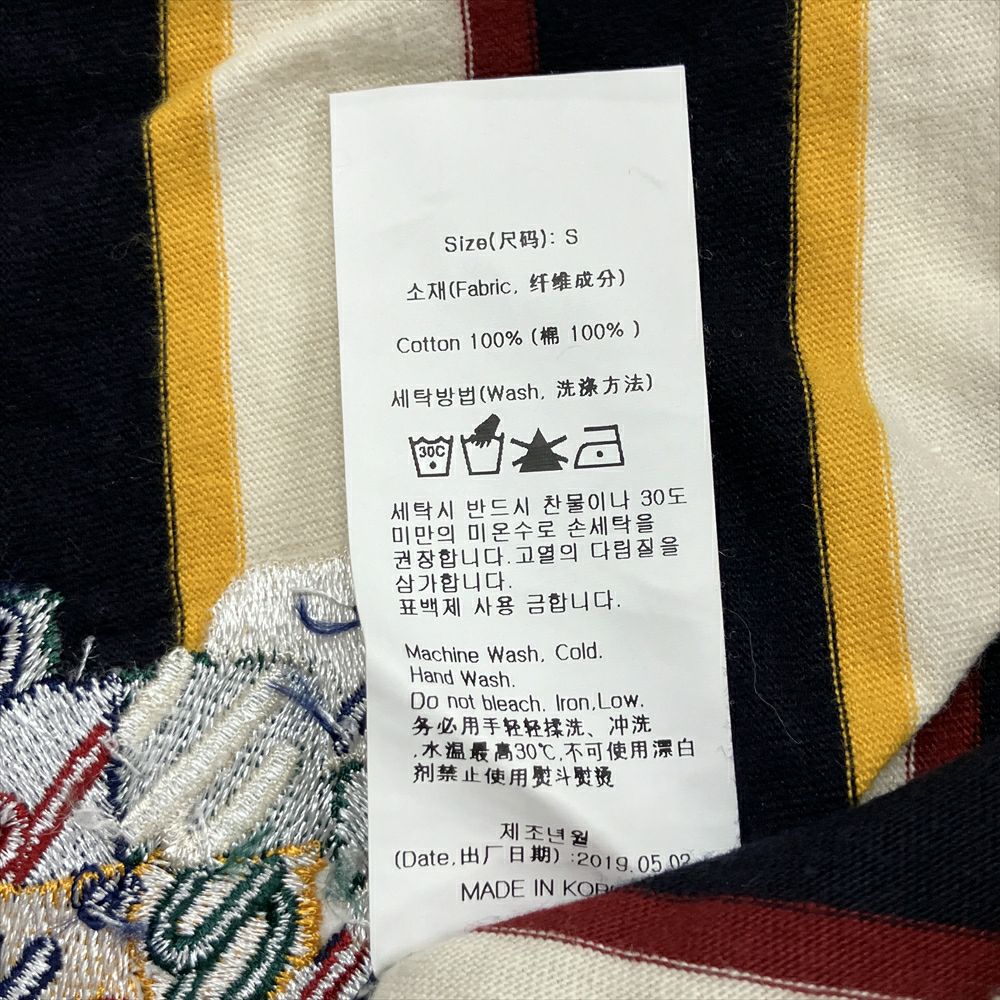 Size(尺码): S
소재(Fabric, 纤维成分)
Cotton 100% (棉 100% )
세탁방법(Wash, 洗涤方法)
30C
세탁시 반드시 찬물이나 30도
미만의 미온수로 손세탁을
권장합니다.고열의 다림질을
삼가합니다.
표백제 사용 금합니다.
Machine Wash, Cold.
Hand Wash.
Do not bleach. Iron,Low.
务必用手轻轻揉洗、冲洗
,水温最高30℃,不可使用漂白
剂禁止使用熨斗熨烫
제조년월
(Date,出厂日期) :2019.05.02
MADE IN